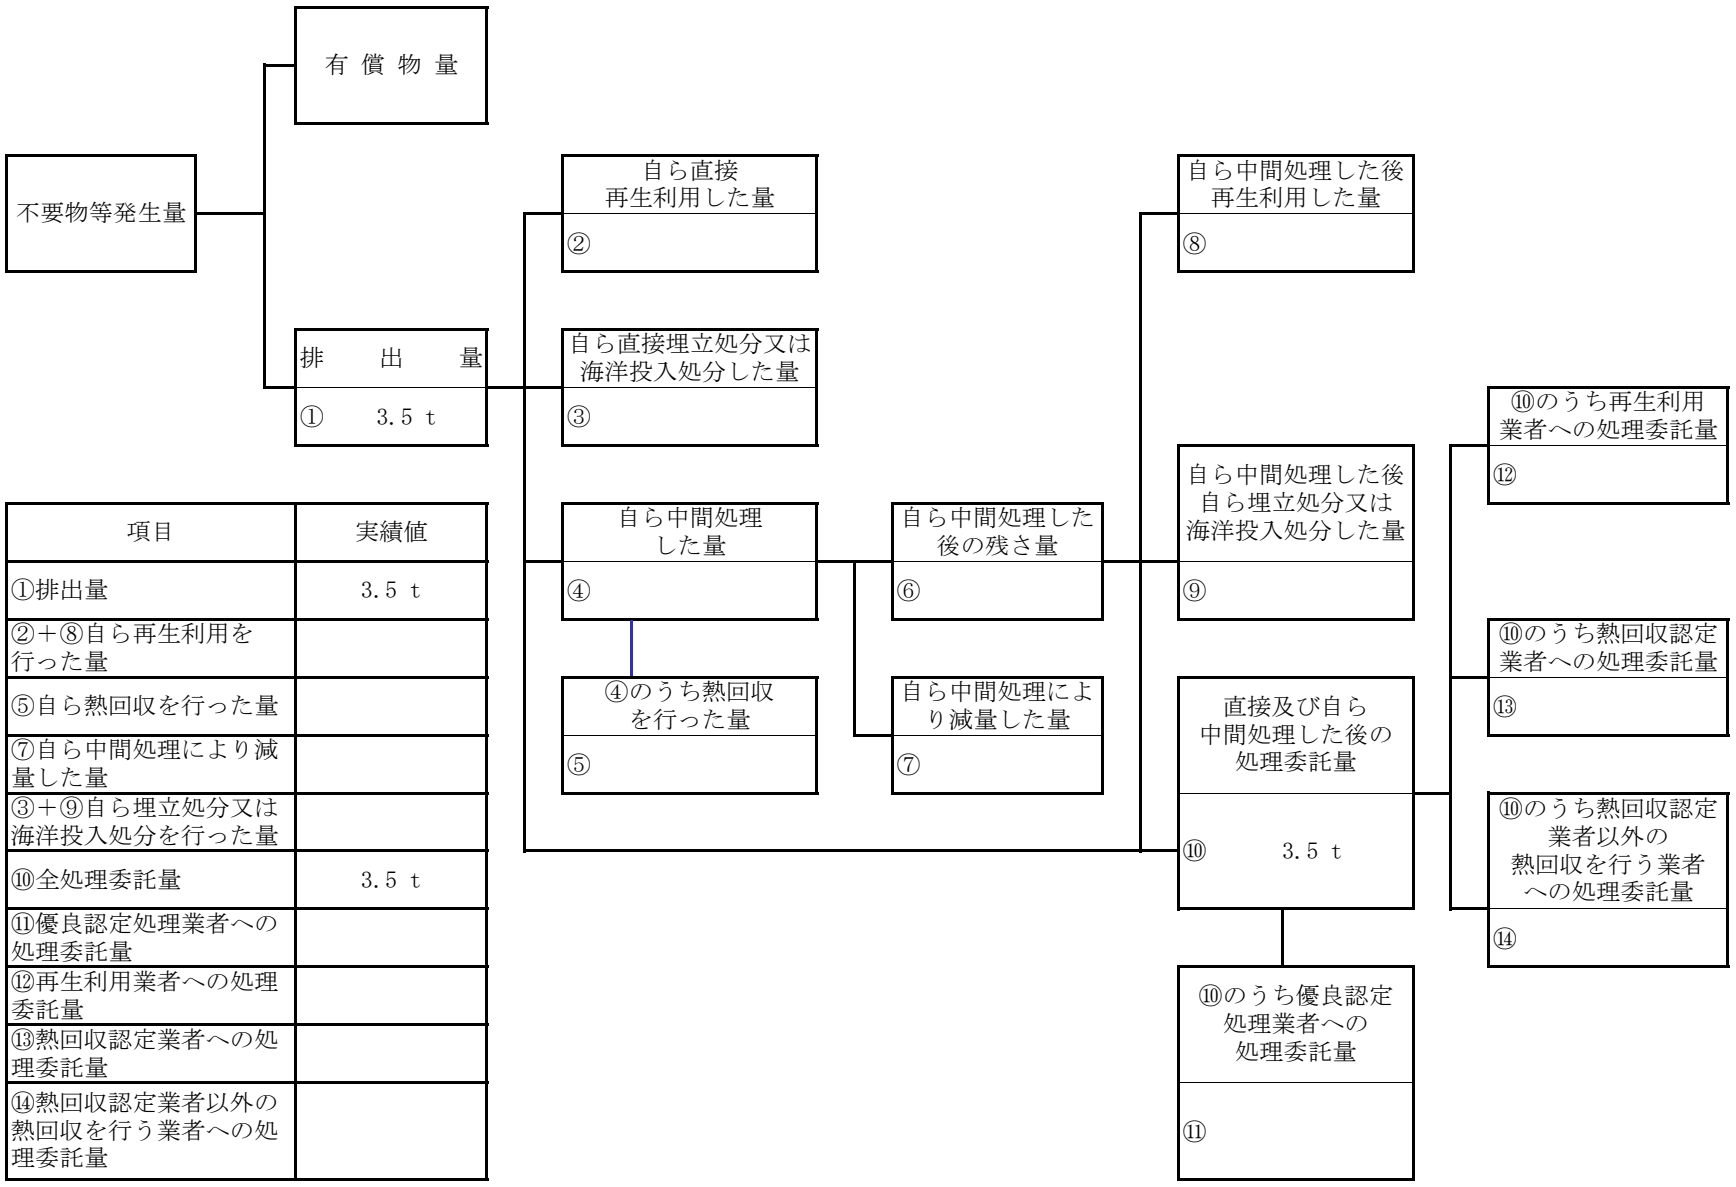 有 償 物 量
不要物等発生量
自ら直接
再生利用した量
②
自ら中間処理した後
再生利用した量
⑧
排 出 量
① 3.5 t
自ら直接埋立処分又は
海洋投入処分した量
③
⑩のうち再生利用
業者への処理委託量
⑫
自ら中間処理した後
自ら埋立処分又は
海洋投入処分した量
⑨
自ら中間処理
した量
④
自ら中間処理した
後の残さ量
⑥
⑩のうち熱回収認定
業者への処理委託量
⑬
④のうち熱回収
を行った量
⑤
自ら中間処理によ
り減量した量
⑦
直接及び自ら
中間処理した後の
処理委託量
⑩ 3.5 t
⑩のうち熱回収認定
業者以外の
熱回収を行う業者
への処理委託量
⑭
⑩のうち優良認定
処理業者への
処理委託量
⑪
項目 実績値
①排出量 3.5 t
②＋⑧自ら再生利用を
行った量
⑤自ら熱回収を行った量
⑦自ら中間処理により減
量した量
③＋⑨自ら埋立処分又は
海洋投入処分を行った量
⑩全処理委託量 3.5 t
⑪優良認定処理業者への
処理委託量
⑫再生利用業者への処理
委託量
⑬熱回収認定業者への処
理委託量
⑭熱回収認定業者以外の
熱回収を行う業者への処
理委託量